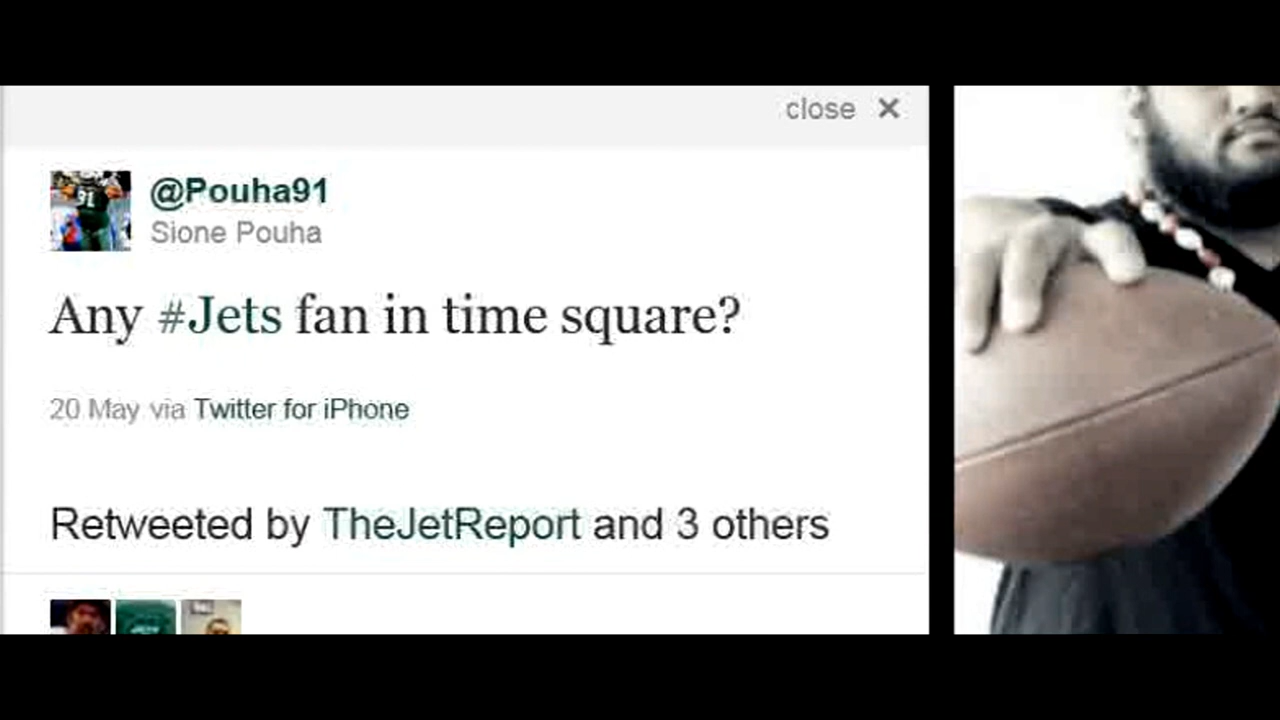 close ✕
@Pouha91
Sione Pouha
Any #Jets fan in time square?
20 May via Twitter for iPhone
Retweeted by TheJetReport and 3 others
91